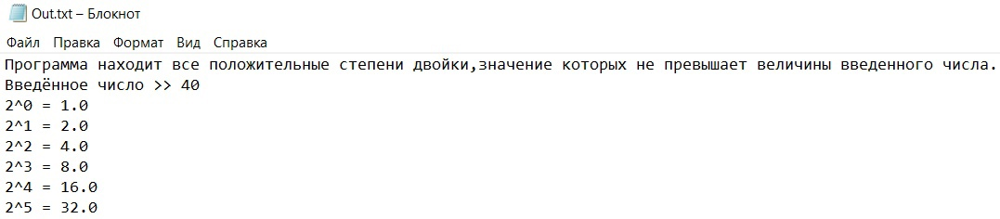 Out.txt – Блокнот
Файл Правка Формат Вид Справка
Программа находит все положительные степени двойки,значение которых не превышает величины введенного числа.
Введённое число >> 40
2^0 = 1.0
2^1 = 2.0
2^2 = 4.0
2^3 = 8.0
2^4 = 16.0
2^5 = 32.0